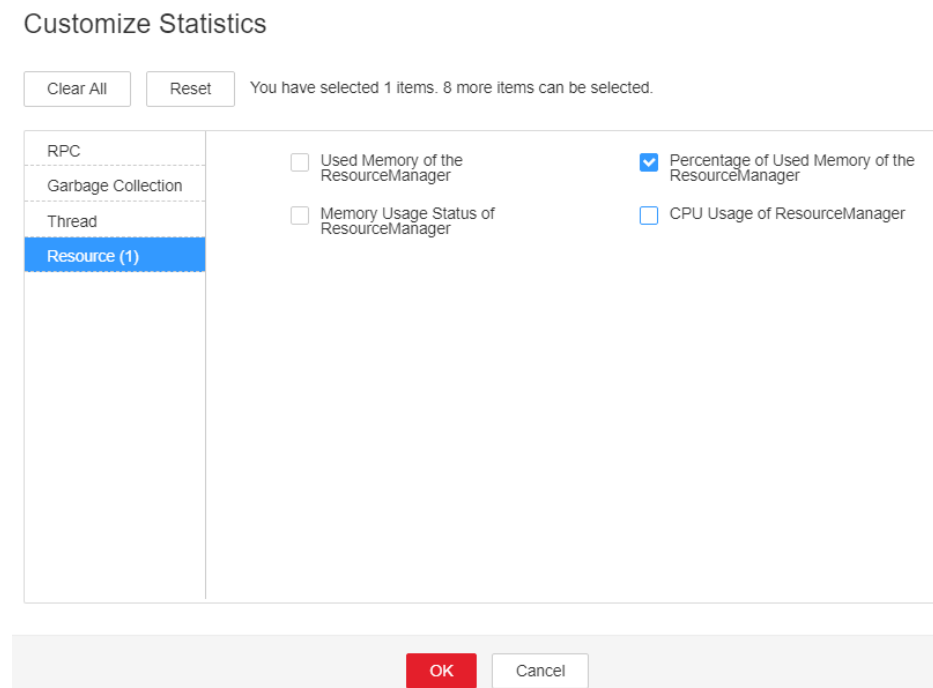 Customize Statistics
Clear All
Reset
You have selected 1 items. 8 more items can be selected.
RPC
Garbage Collection
Thread
Resource (1)
Used Memory of the
ResourceManager
Percentage of Used Memory of the
ResourceManager
Memory Usage Status of
ResourceManager
CPU Usage of ResourceManager
OK
Cancel